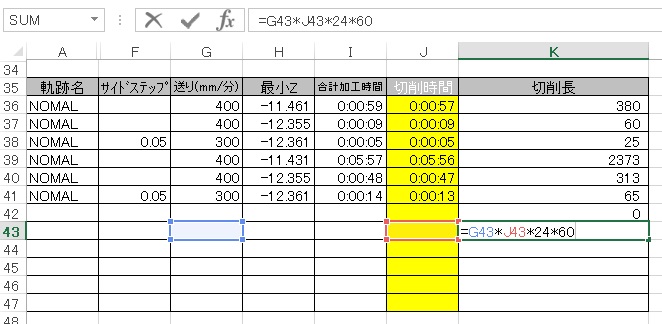 SUM =G43*J43*24*60
A F G H I J K
34
35 軌跡名 サイドステップ 送り(mm/分) 最小Z 合計加工時間 切削時間 切削長
36 NOMAL 400 -11.461 0:00:59 0:00:57 380
37 NOMAL 400 -12.355 0:00:09 0:00:09 60
38 NOMAL 0.05 300 -12.361 0:00:05 0:00:05 25
39 NOMAL 400 -11.431 0:05:57 0:05:56 2373
40 NOMAL 400 -12.355 0:00:48 0:00:47 313
41 NOMAL 0.05 300 -12.361 0:00:14 0:00:13 65
42 0
43 =G43*J43*24*60
44
45
46
47
48